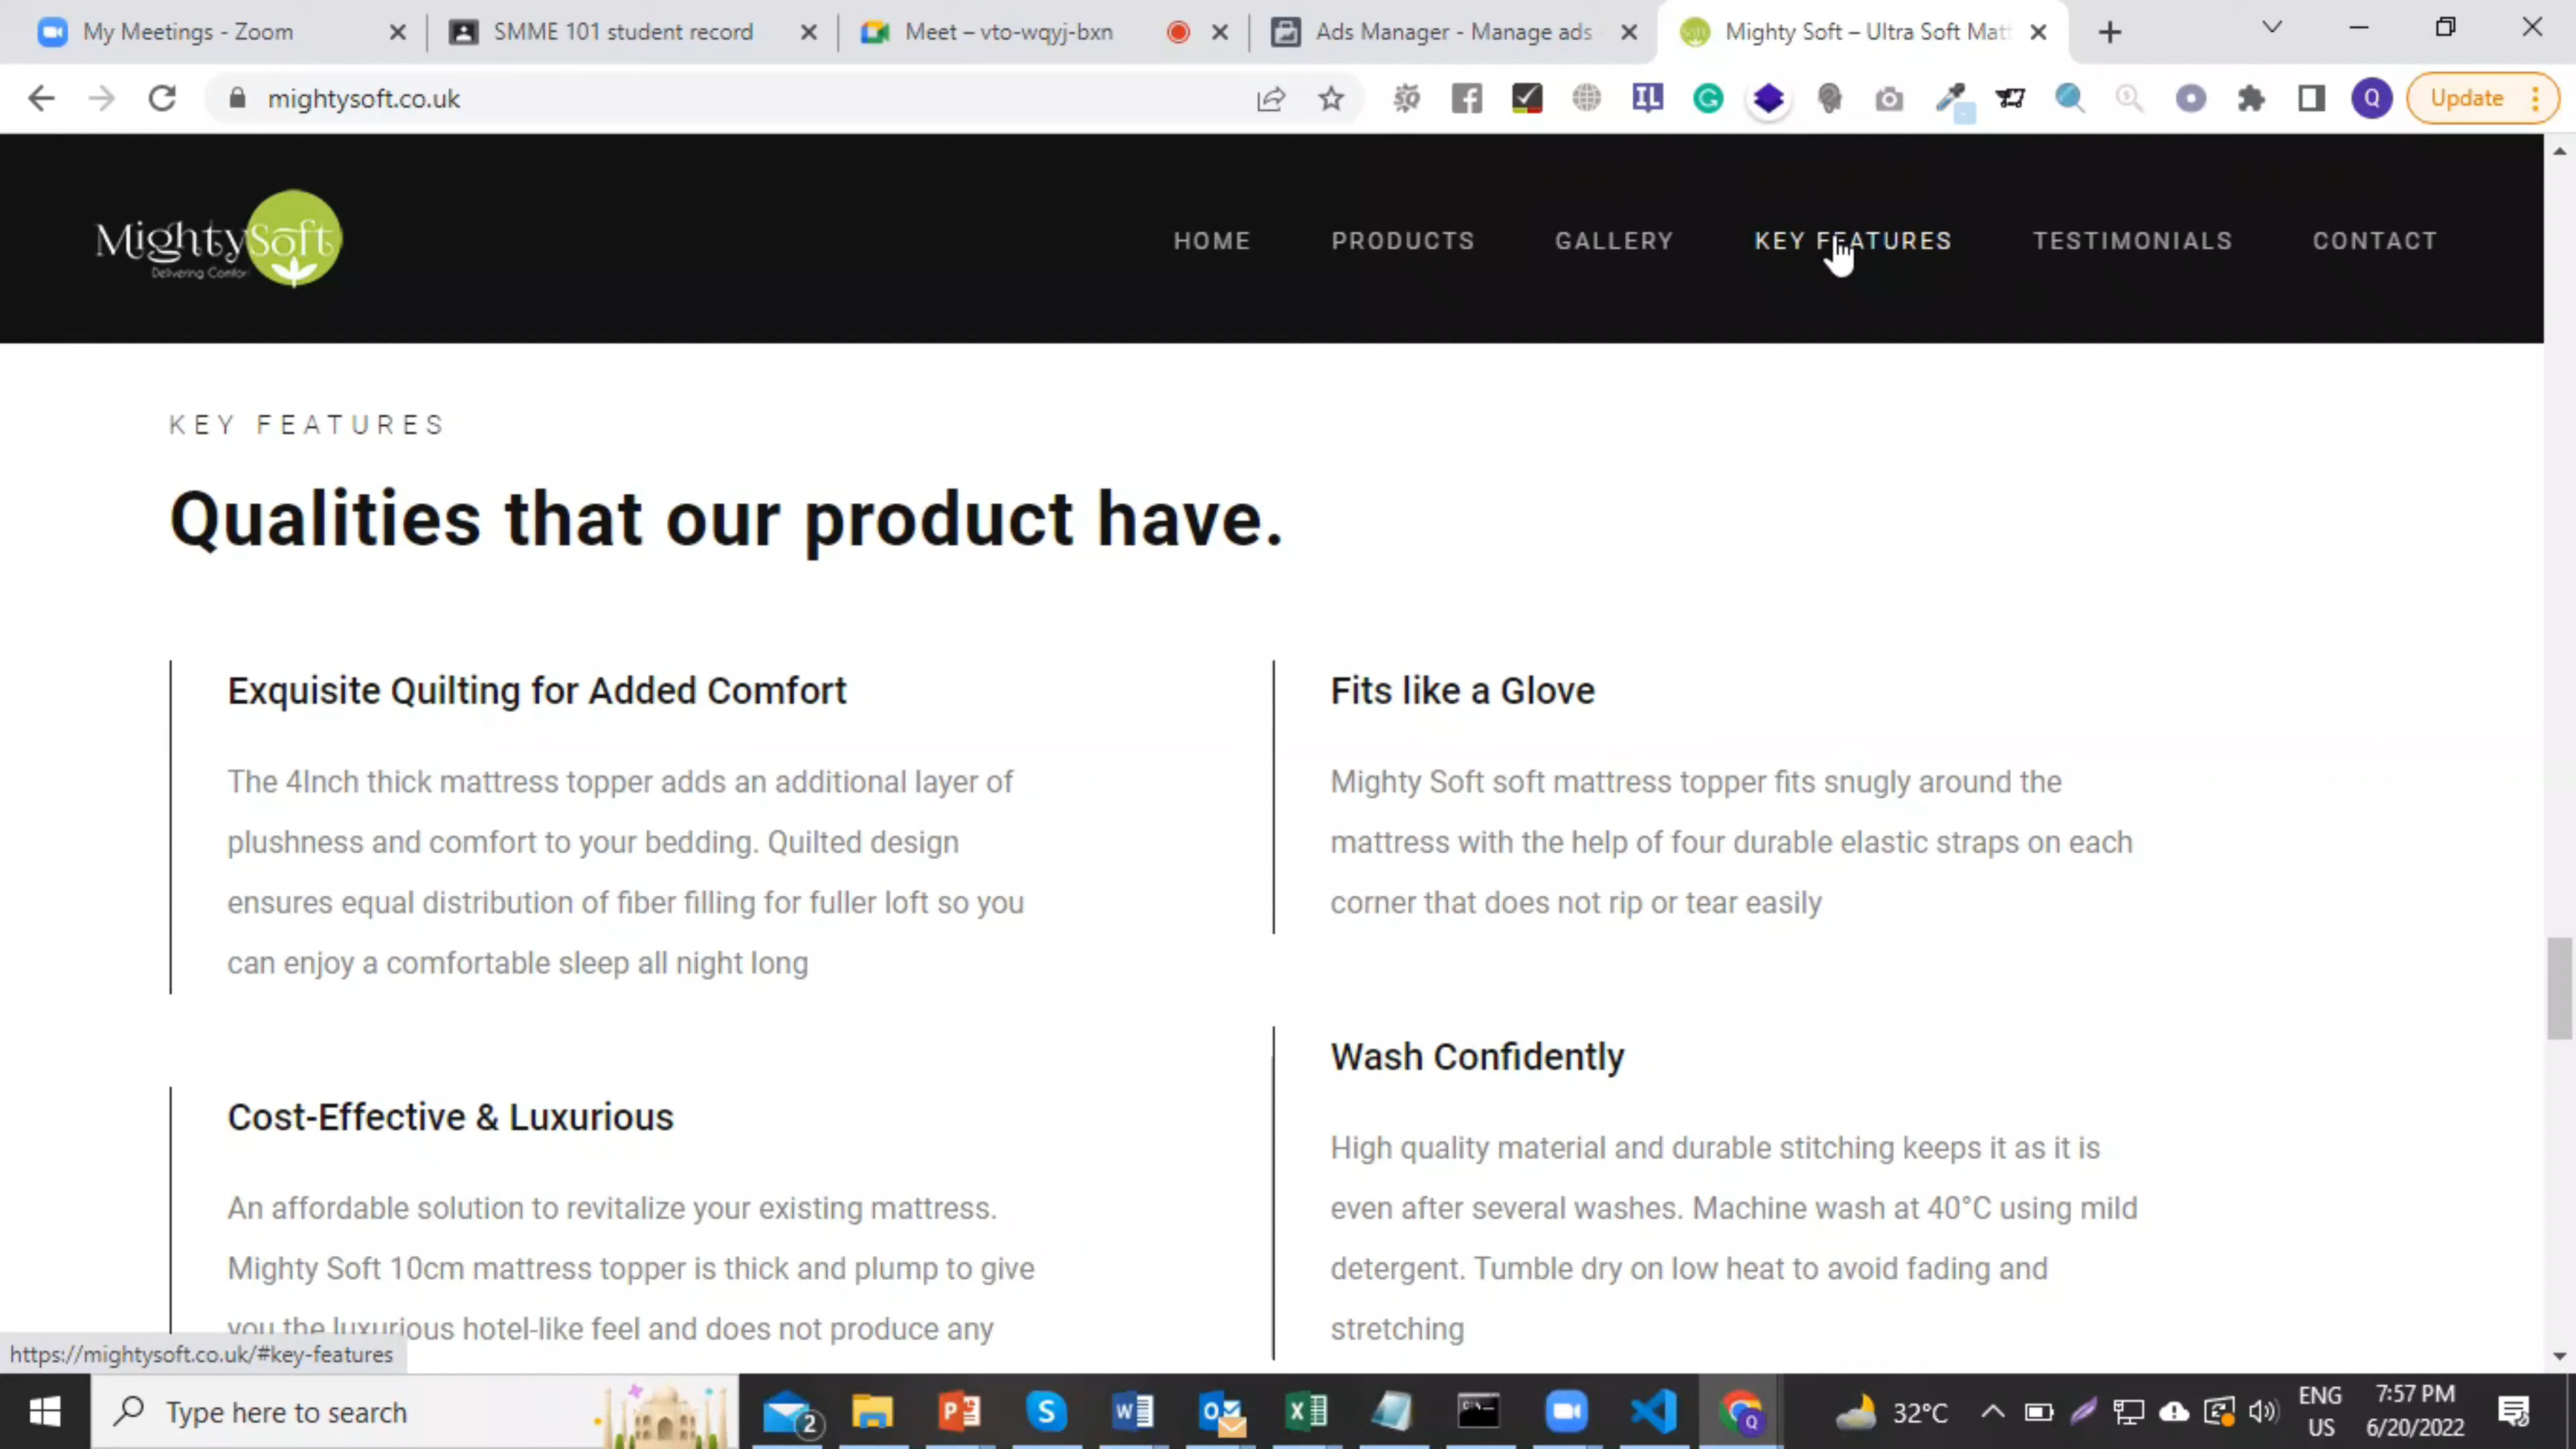 My Meetings - Zoom
SMME 101 student record
Meet – vto-wqyj-bxn
Ads Manager - Manage ads
Mighty Soft – Ultra Soft Matt
mightysoft.co.uk
Update
MightySoft
Delivering Comfor
HOME
PRODUCTS
GALLERY
KEY FEATURES
TESTIMONIALS
CONTACT
KEY FEATURES
Qualities that our product have.
Exquisite Quilting for Added Comfort
The 4Inch thick mattress topper adds an additional layer of
plushness and comfort to your bedding. Quilted design
ensures equal distribution of fiber filling for fuller loft so you
can enjoy a comfortable sleep all night long
Fits like a Glove
Mighty Soft soft mattress topper fits snugly around the
mattress with the help of four durable elastic straps on each
corner that does not rip or tear easily
Cost-Effective & Luxurious
An affordable solution to revitalize your existing mattress.
Mighty Soft 10cm mattress topper is thick and plump to give
you the luxurious hotel-like feel and does not produce any
Wash Confidently
High quality material and durable stitching keeps it as it is
even after several washes. Machine wash at 40°C using mild
detergent. Tumble dry on low heat to avoid fading and
stretching
https://mightysoft.co.uk/#key-features
Type here to search
2
32°C
ENG
US
7:57 PM
6/20/2022